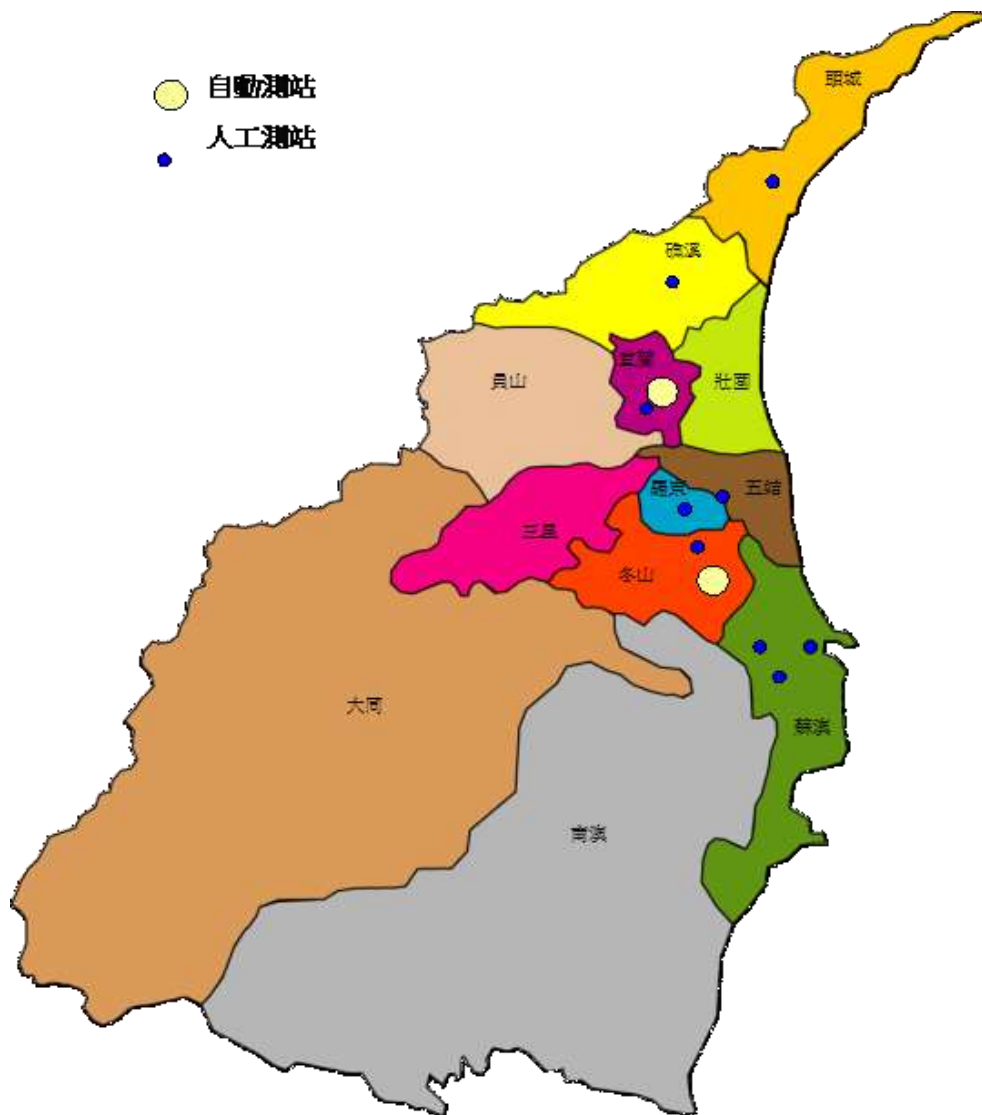 自動測站
人工測站
頭城
礁溪
宜蘭
員山
壯圍
羅東
五結
三星
冬山
大同
蘇澳
南澳